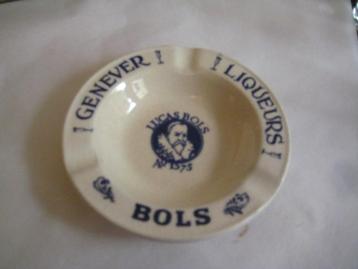 GENEVER
LIQUEURS
LUCAS BOLS
Aº 1575
BOLS